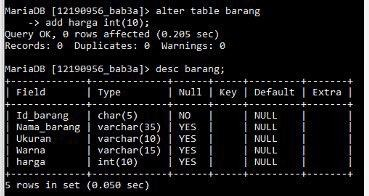 MariaDB [12190956_bab3a]> alter table barang
    -> add harga int(10);
Query OK, 0 rows affected (0.205 sec)
Records: 0  Duplicates: 0  Warnings: 0

MariaDB [12190956_bab3a]> desc barang;
+-------------+-------------+------+-----+---------+-------+
| Field       | Type        | Null | Key | Default | Extra |
+-------------+-------------+------+-----+---------+-------+
| Id_barang   | char(5)     | NO   |     | NULL    |       |
| Nama_barang | varchar(35) | YES  |     | NULL    |       |
| Ukuran      | varchar(10) | YES  |     | NULL    |       |
| Warna       | varchar(15) | YES  |     | NULL    |       |
| harga       | int(10)     | YES  |     | NULL    |       |
+-------------+-------------+------+-----+---------+-------+
5 rows in set (0.050 sec)